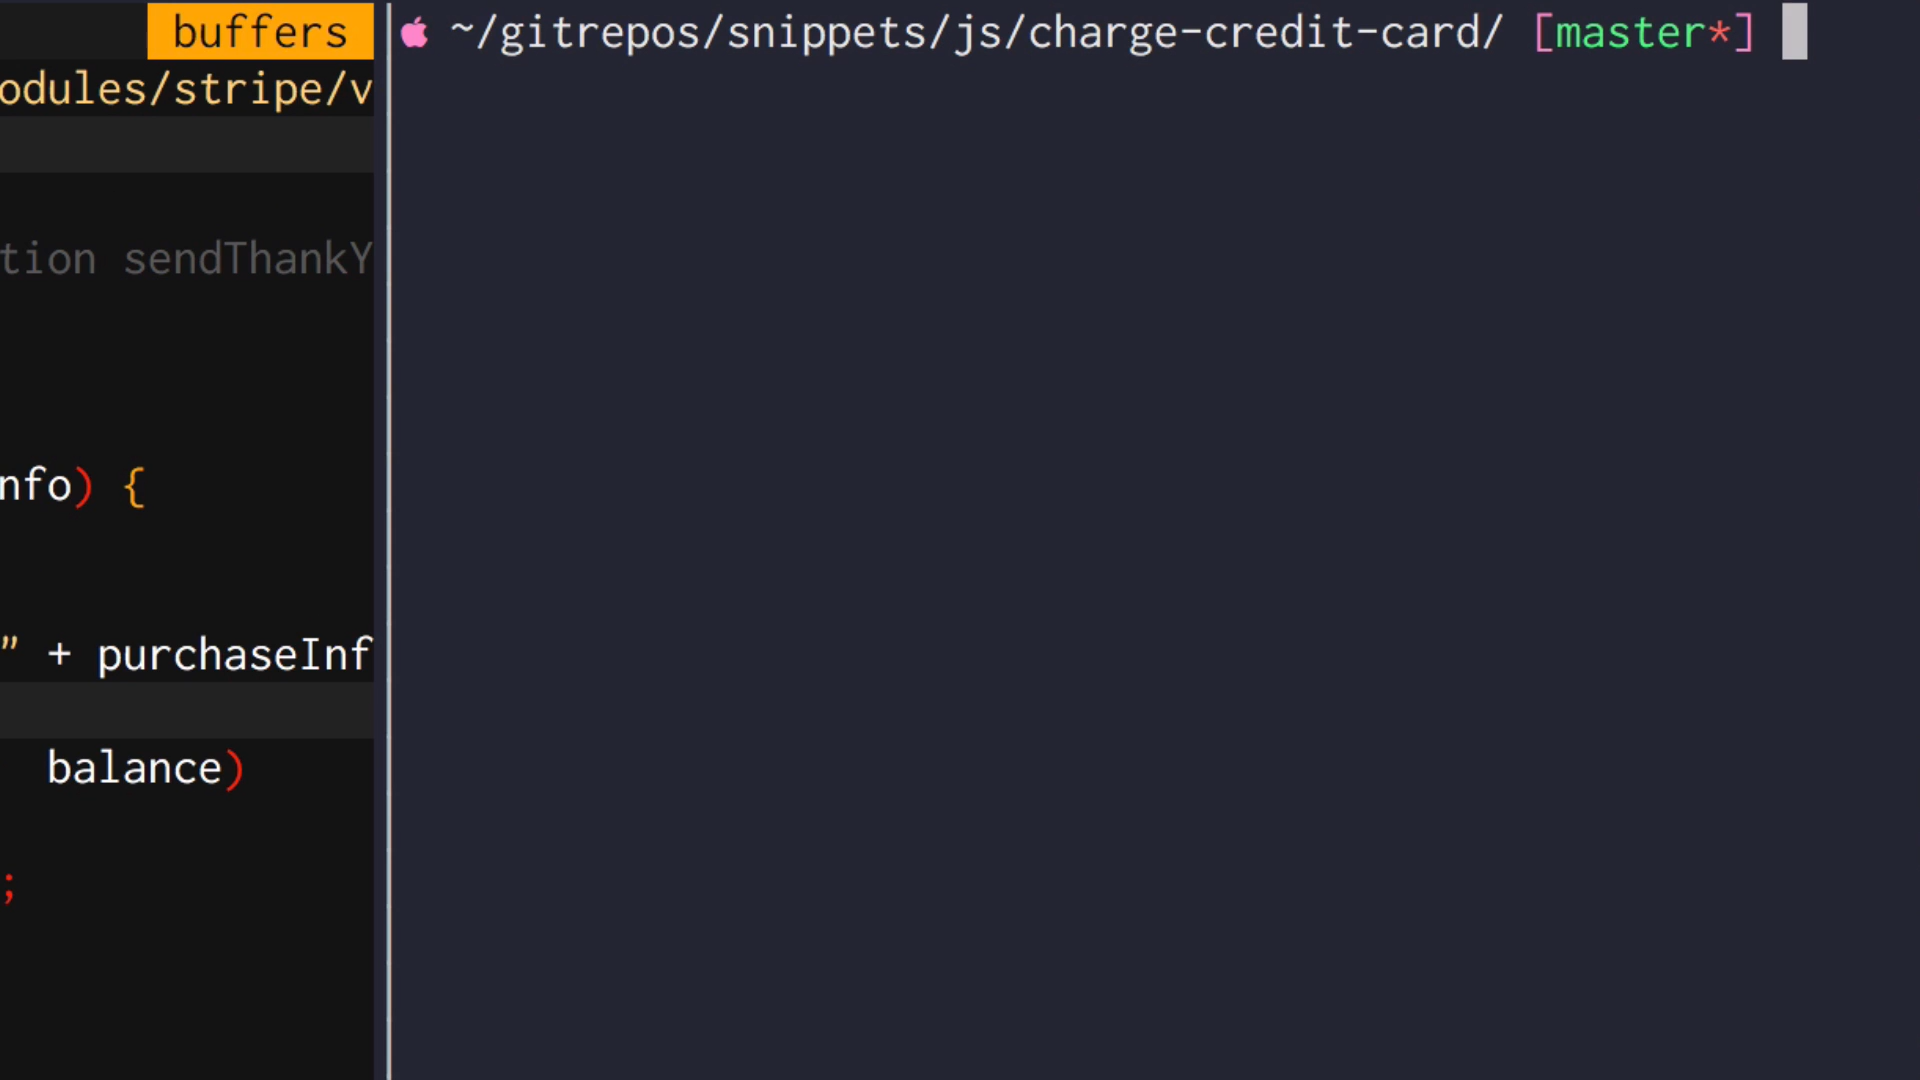 buffers
odules/stripe/v
tion sendThankY
nfo) {
" + purchaseInf
balance)
;
~/gitrepos/snippets/js/charge-credit-card/ [master*]